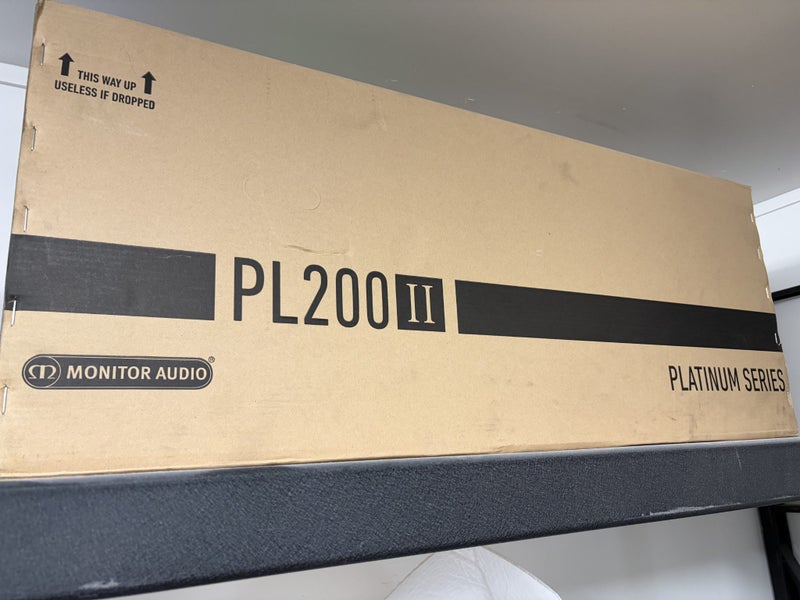 THIS WAY UP
USELESS IF DROPPED
PL200 II
MONITOR AUDIO®
PLATINUM SERIES